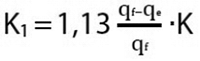 K₁ = 1,13 (q_f–q_e)/q_f · K